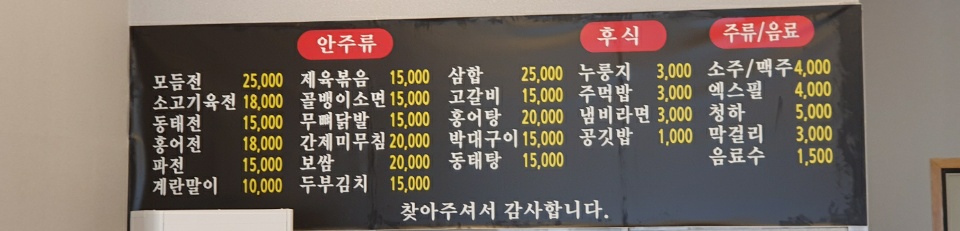 안주류
모듬전 25,000
소고기육전 18,000
동태전 15,000
홍어전 18,000
파전 15,000
계란말이 10,000
제육볶음 15,000
골뱅이소면 15,000
무뼈닭발 15,000
간제미무침 20,000
보쌈 20,000
두부김치 15,000
삼합 25,000
고갈비 15,000
홍어탕 20,000
박대구이 15,000
동태탕 15,000
후식
누룽지 3,000
주먹밥 3,000
냄비라면 3,000
공깃밥 1,000
주류/음료
소주/맥주 4,000
엑스필 4,000
청하 5,000
막걸리 3,000
음료수 1,500
찾아주셔서 감사합니다.